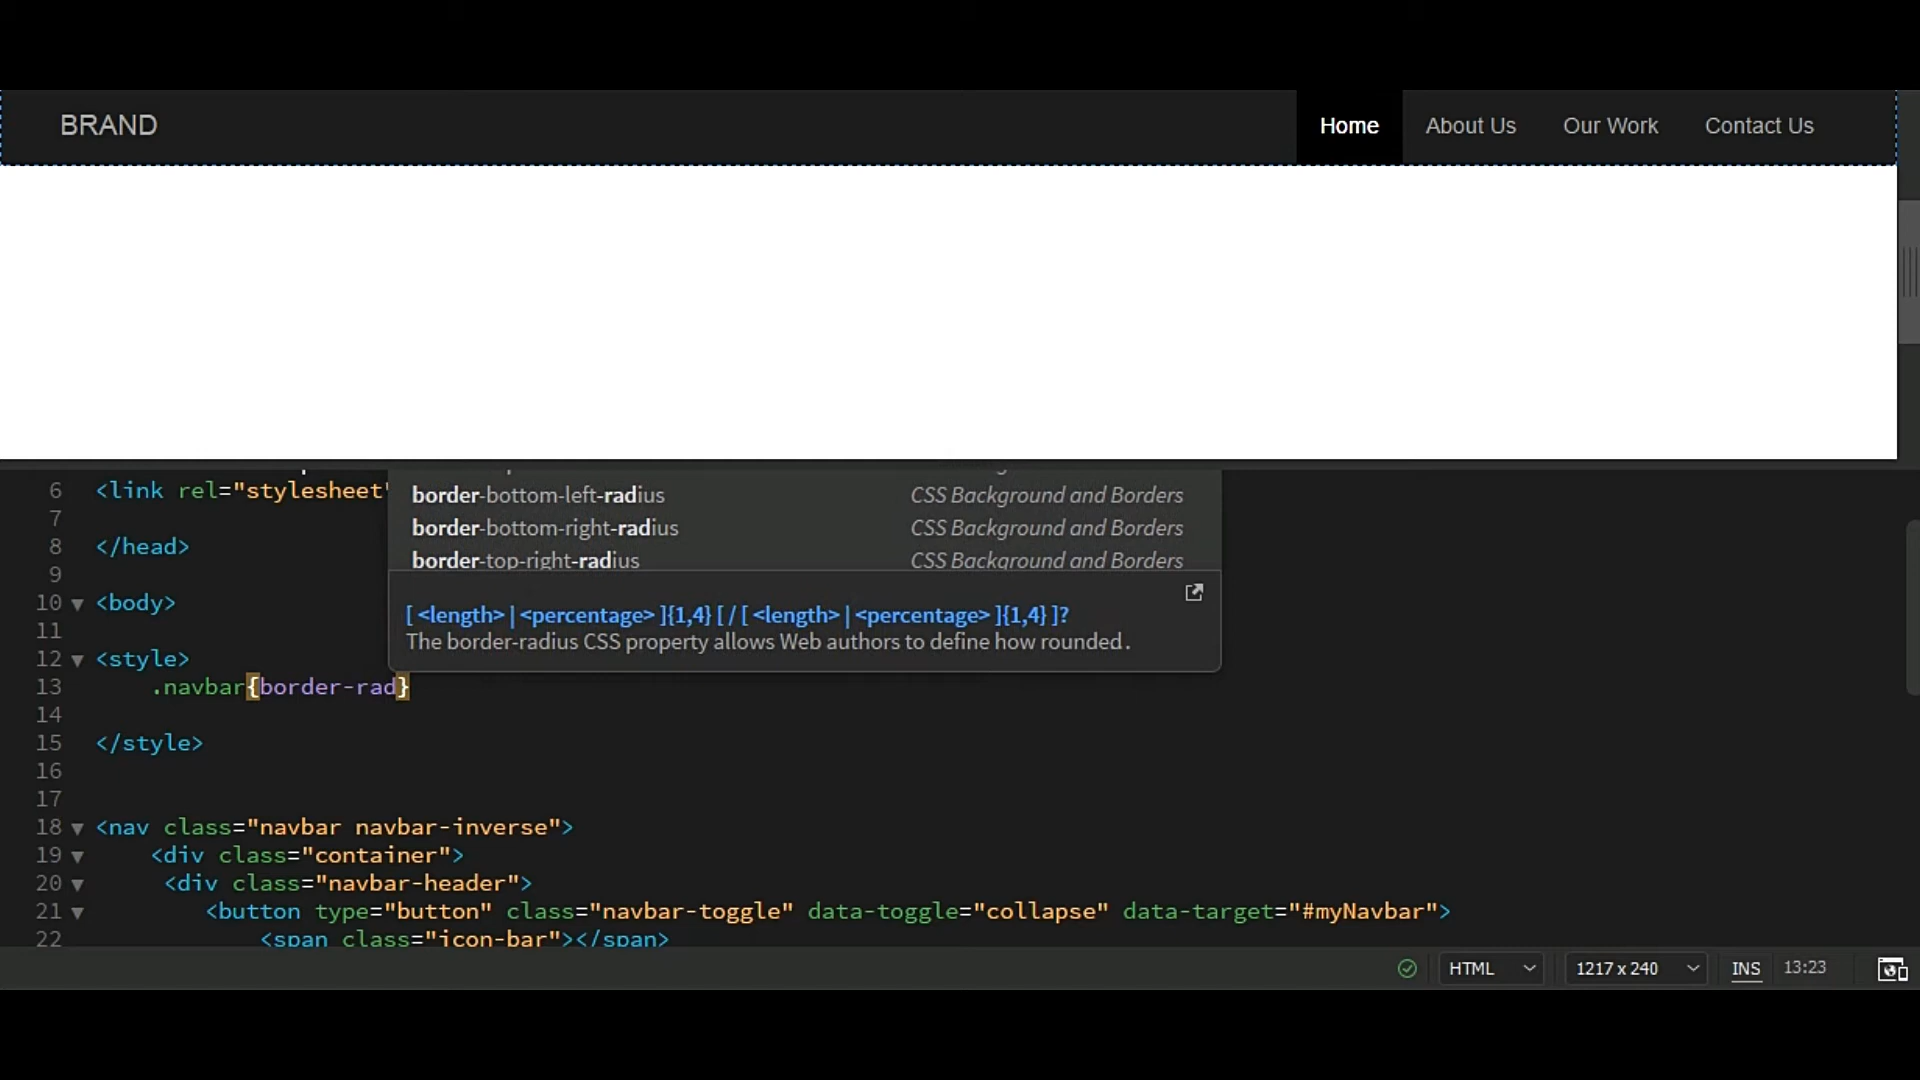 BRAND
Home About Us Our Work Contact Us
6 <link rel="stylesheet"
border-bottom-left-radius CSS Background and Borders
7
border-bottom-right-radius CSS Background and Borders
8 </head>
border-top-right-radius CSS Background and Borders
9
10 <body>
[ <length> | <percentage> ]{1,4} [ / [ <length> | <percentage> ]{1,4} ]?
11
The border-radius CSS property allows Web authors to define how rounded.
12 <style>
13 .navbar{border-rad}
14
15 </style>
16
17
18 <nav class="navbar navbar-inverse">
19 <div class="container">
20 <div class="navbar-header">
21 <button type="button" class="navbar-toggle" data-toggle="collapse" data-target="#myNavbar">
22 <span class="icon-bar"></span>
HTML 1217 x 240 INS 13:23